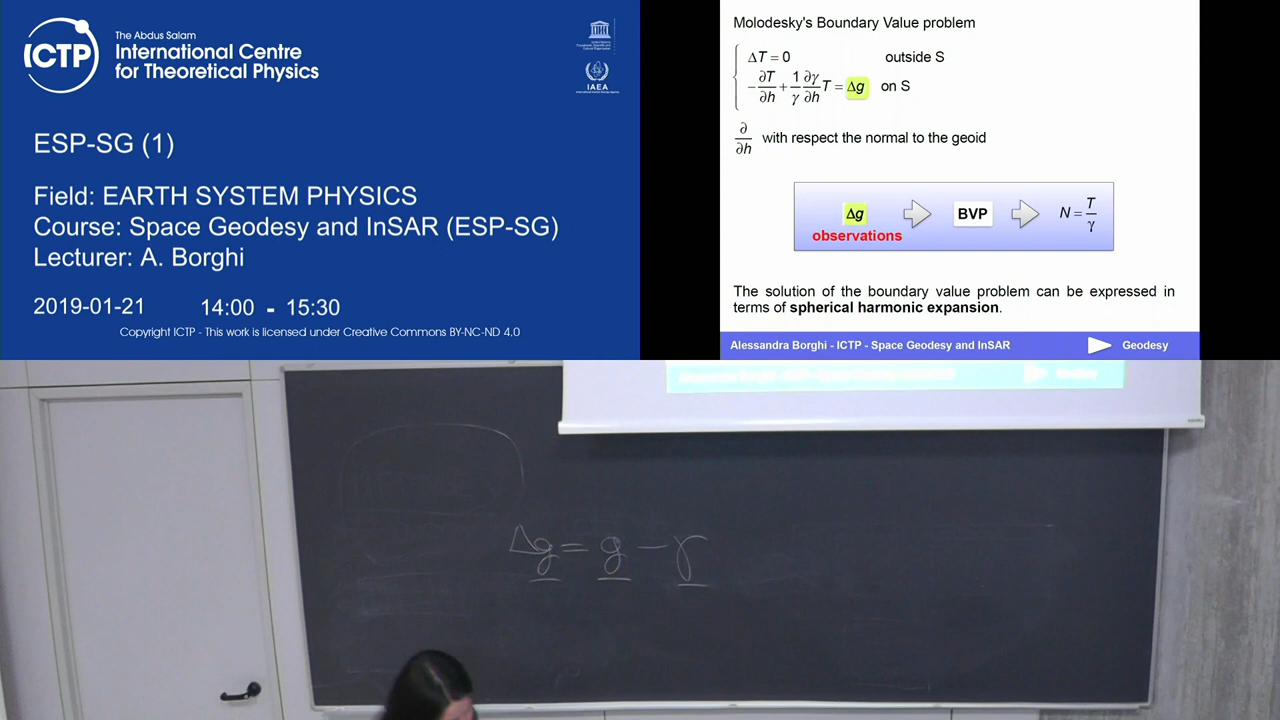 ICTP
The Abdus Salam
International Centre
for Theoretical Physics
IAEA
ESP-SG (1)
Field: EARTH SYSTEM PHYSICS
Course: Space Geodesy and InSAR (ESP-SG)
Lecturer: A. Borghi
2019-01-21 14:00 - 15:30
Copyright ICTP - This work is licensed under Creative Commons BY-NC-ND 4.0
Molodesky's Boundary Value problem
ΔT = 0 outside S
-∂T/∂h + 1/γ ∂γ/∂h T = Δg on S
∂/∂h with respect the normal to the geoid
Δg BVP N = T/γ
observations
The solution of the boundary value problem can be expressed in
terms of spherical harmonic expansion.
Alessandra Borghi - ICTP - Space Geodesy and InSAR Geodesy
Δg = g - γ